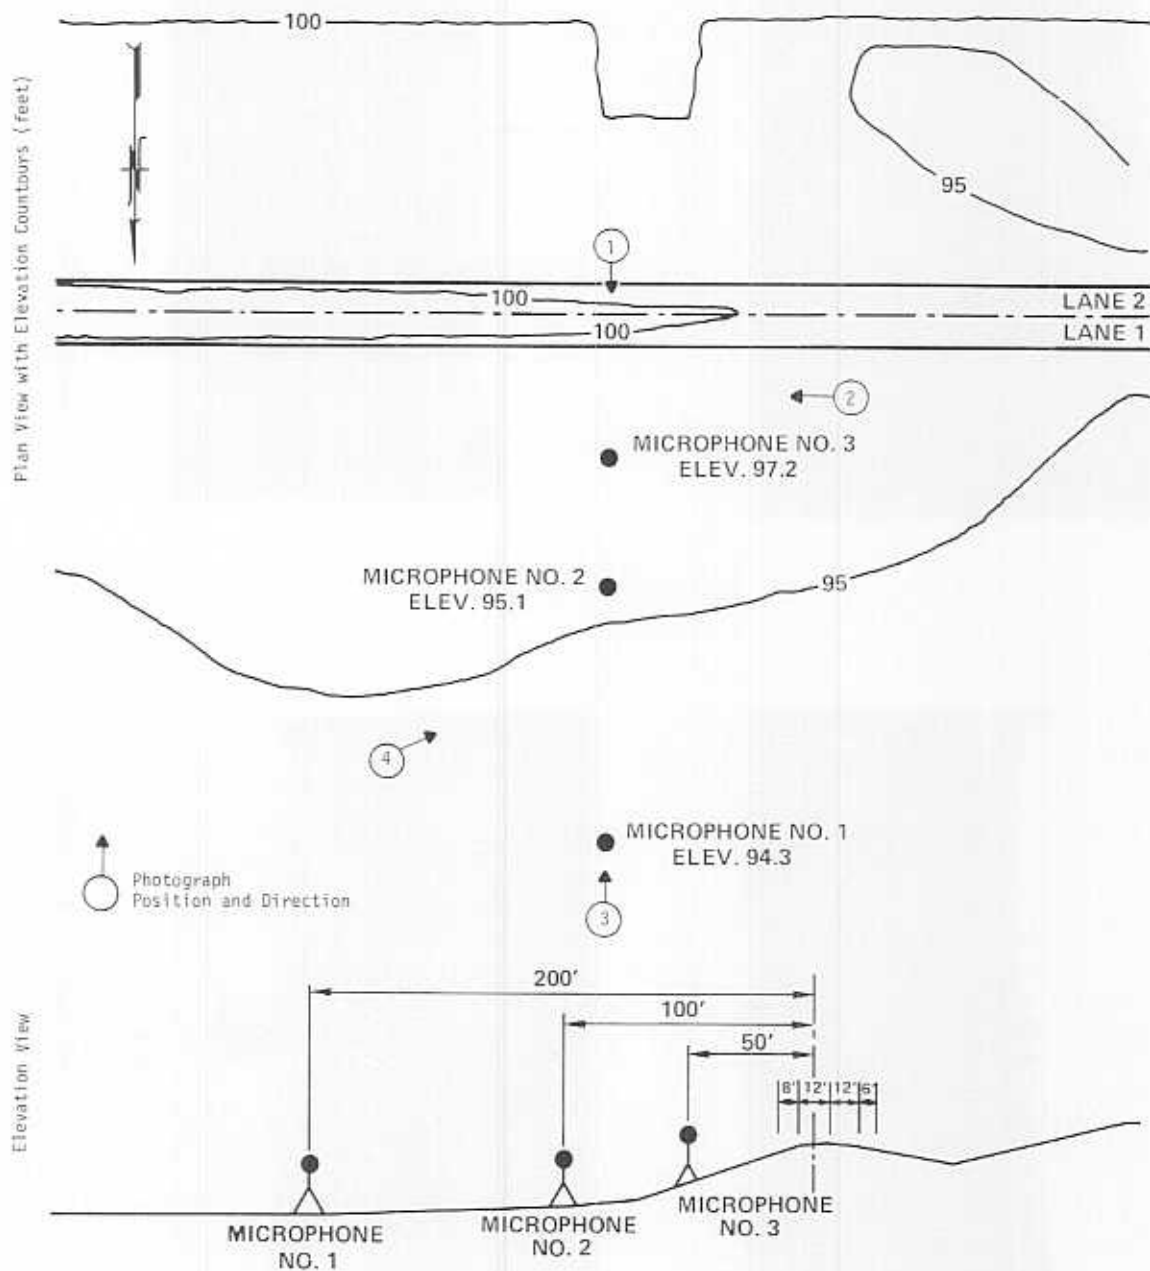 Plan View with Elevation Countours (feet)
100
95
1
100
LANE 2
100
LANE 1
2
MICROPHONE NO. 3
ELEV. 97.2
MICROPHONE NO. 2
ELEV. 95.1
95
4
MICROPHONE NO. 1
ELEV. 94.3
Photograph
Position and Direction
3
Elevation View
200'
100'
50'
8' 12' 12' 6'
MICROPHONE
NO. 1
MICROPHONE
NO. 2
MICROPHONE
NO. 3